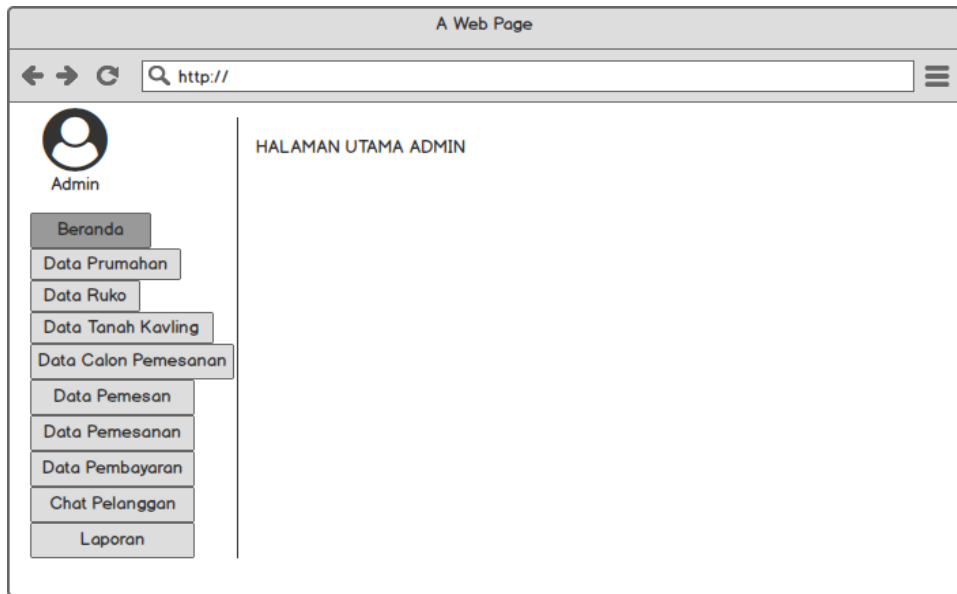 A Web Page
http://
Admin
HALAMAN UTAMA ADMIN
Beranda
Data Prumahan
Data Ruko
Data Tanah Kavling
Data Calon Pemesanan
Data Pemesan
Data Pemesanan
Data Pembayaran
Chat Pelanggan
Laporan